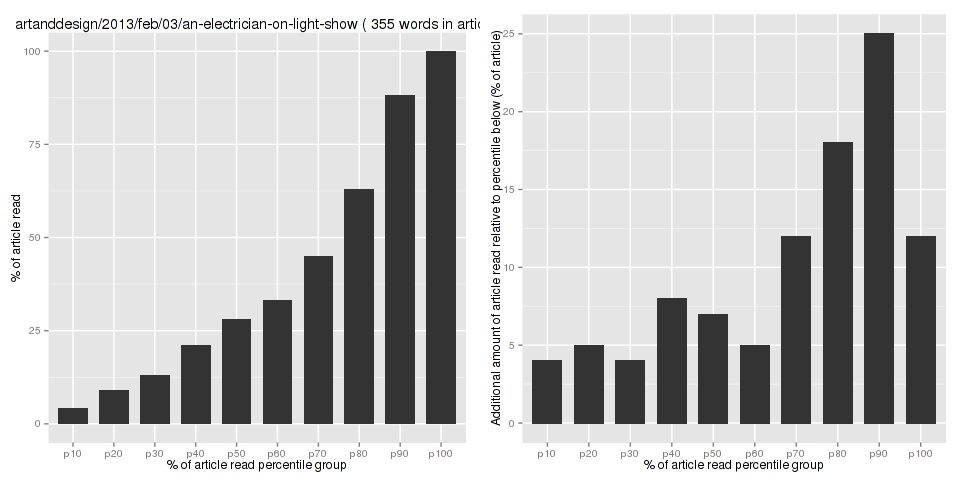 artanddesign/2013/feb/03/an-electrician-on-light-show ( 355 words in artic
100
75
50
25
0
% of article read
p10 p20 p30 p40 p50 p60 p70 p80 p90 p100
% of article read percentile group
25
20
15
10
5
0
Additional amount of article read relative to percentile below (% of article)
p10 p20 p30 p40 p50 p60 p70 p80 p90 p100
% of article read percentile group